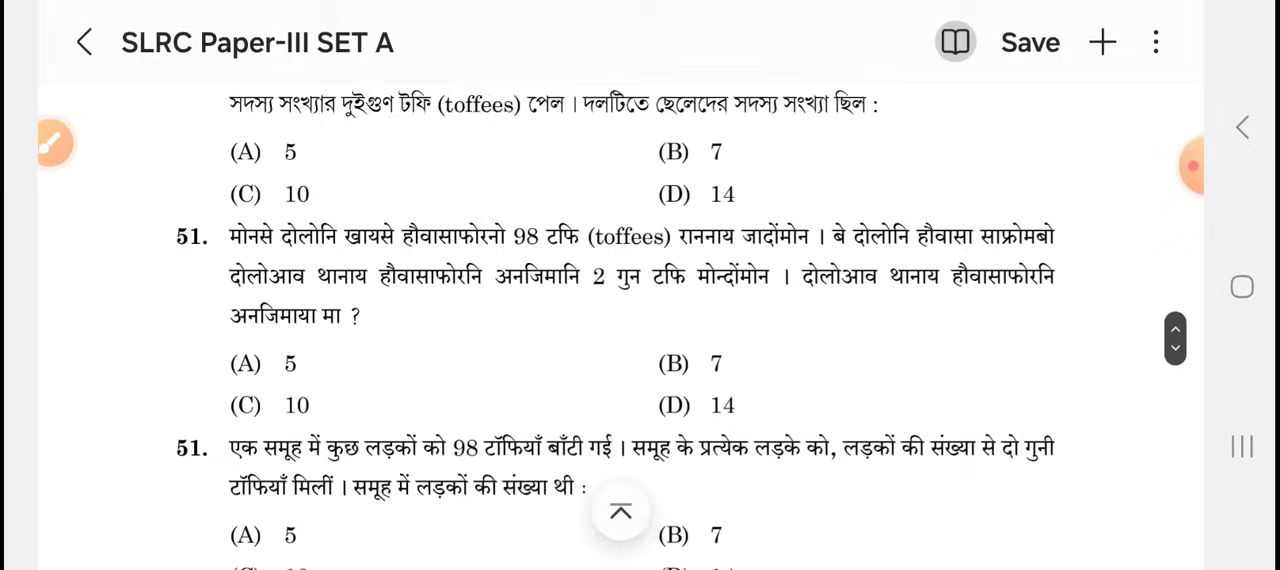 SLRC Paper-III SET A
Save
সদস্য সংখ্যাৰ দুইগুণ টফি (toffees) পেল । দলটিতে ছেলেদের সদস্য সংখ্যা ছিল :
(A) 5 (B) 7
(C) 10 (D) 14
51. मोनसे दोलोनि खायसे हौवासाफोरनो 98 टफि (toffees) राननाय जादोंमोन । बे दोलोनि हौवासा साफ्रोमबो
दोलोआव थानाय हौवासाफोरनि अनजिमानि 2 गुन टफि मोन्दोंमोन । दोलोआव थानाय हौवासाफोरनि
अनजिमाया मा ?
(A) 5 (B) 7
(C) 10 (D) 14
51. एक समूह में कुछ लड़कों को 98 टॉफियाँ बाँटी गई । समूह के प्रत्येक लड़के को, लड़कों की संख्या से दो गुनी
टॉफियाँ मिलीं । समूह में लड़कों की संख्या थी :
(A) 5 (B) 7